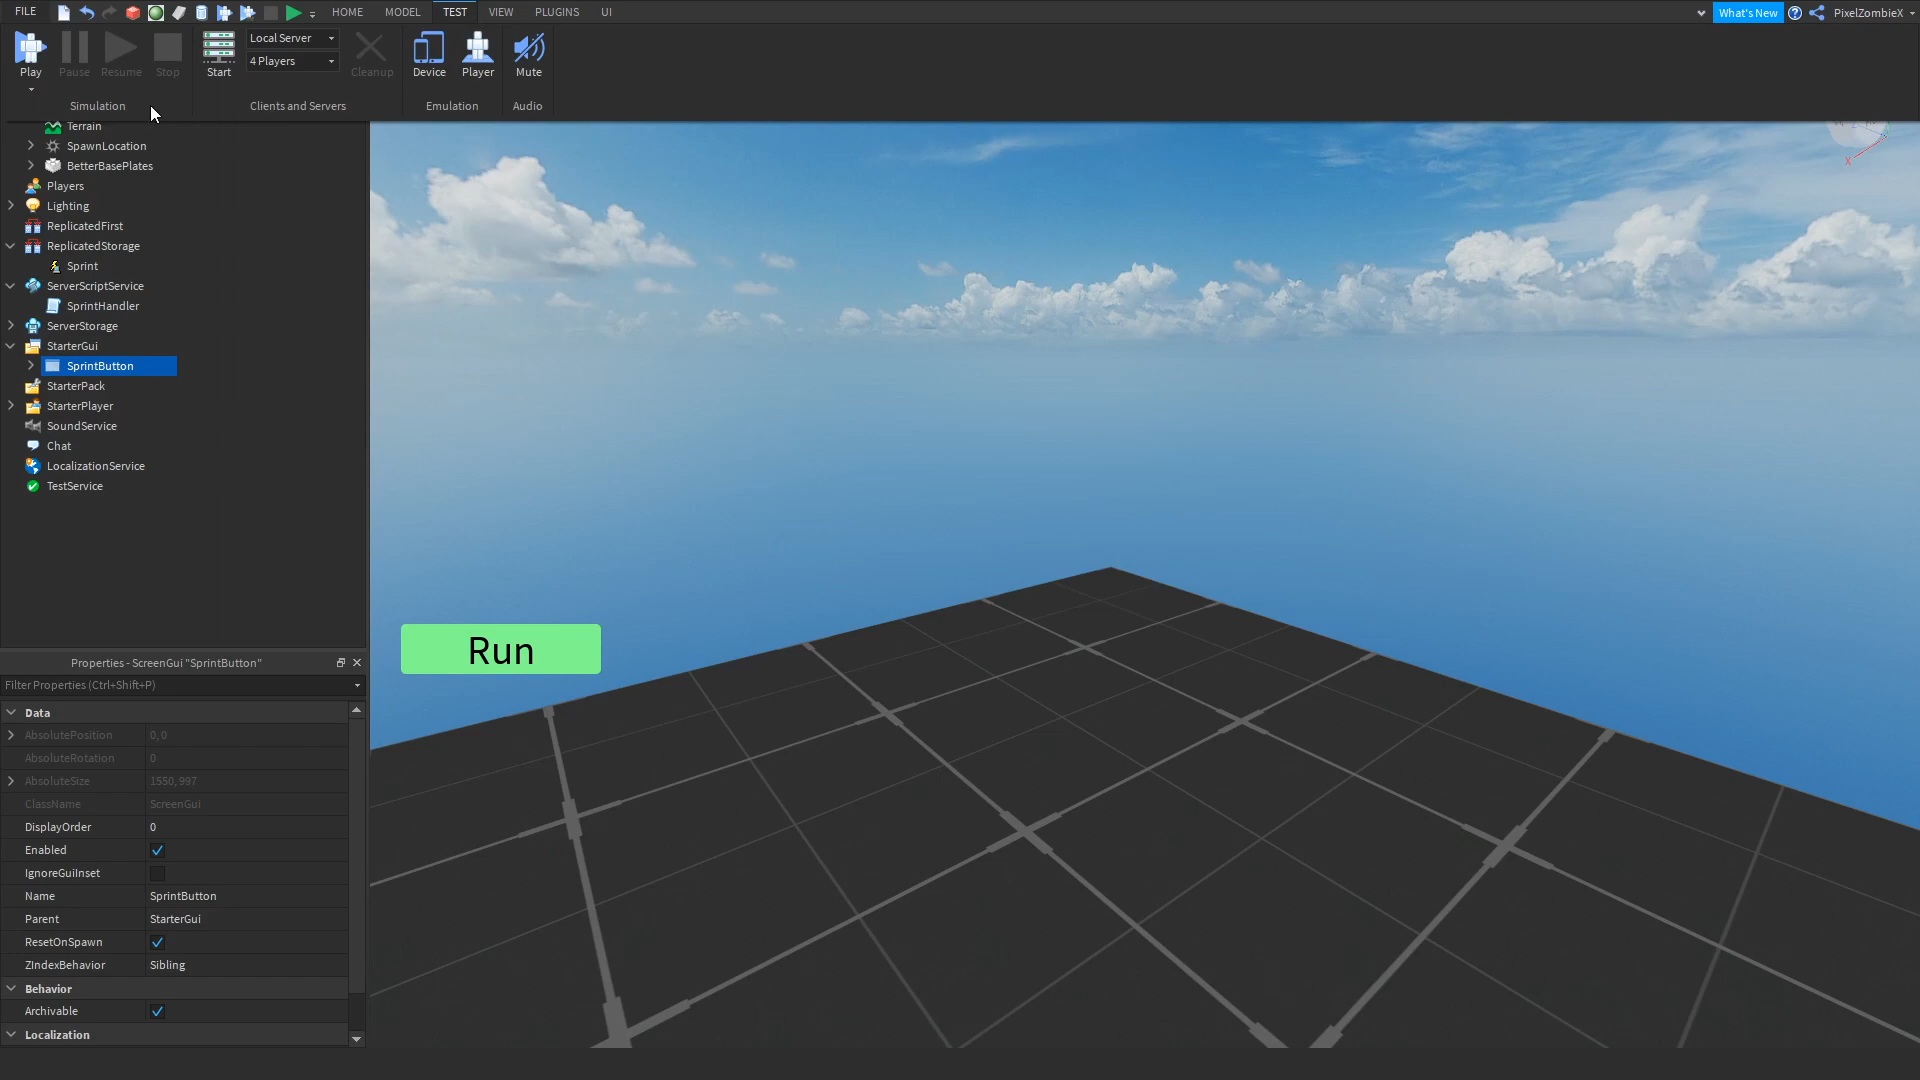 FILE
HOME
MODEL
TEST
VIEW
PLUGINS
UI
What's New
PixelZombieX
Play
Pause
Resume
Stop
Simulation
Start
Local Server
4 Players
Cleanup
Clients and Servers
Device
Player
Emulation
Mute
Audio
Terrain
SpawnLocation
BetterBasePlates
Players
Lighting
ReplicatedFirst
ReplicatedStorage
Sprint
ServerScriptService
SprintHandler
ServerStorage
StarterGui
SprintButton
StarterPack
StarterPlayer
SoundService
Chat
LocalizationService
TestService
Properties - ScreenGui "SprintButton"
Filter Properties (Ctrl+Shift+P)
Data
AbsolutePosition 0, 0
AbsoluteRotation 0
AbsoluteSize 1550, 997
ClassName ScreenGui
DisplayOrder 0
Enabled
IgnoreGuiInset
Name SprintButton
Parent StarterGui
ResetOnSpawn
ZIndexBehavior Sibling
Behavior
Archivable
Localization
Run
X